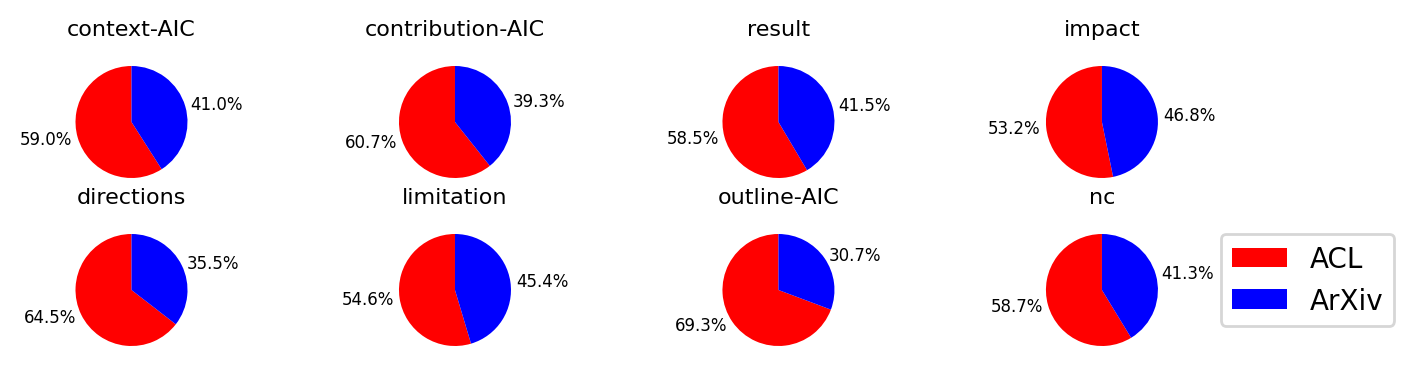 context-AIC
59.0%
41.0%
contribution-AIC
60.7%
39.3%
result
58.5%
41.5%
impact
53.2%
46.8%
directions
64.5%
35.5%
limitation
54.6%
45.4%
outline-AIC
69.3%
30.7%
nc
58.7%
41.3%
ACL
ArXiv